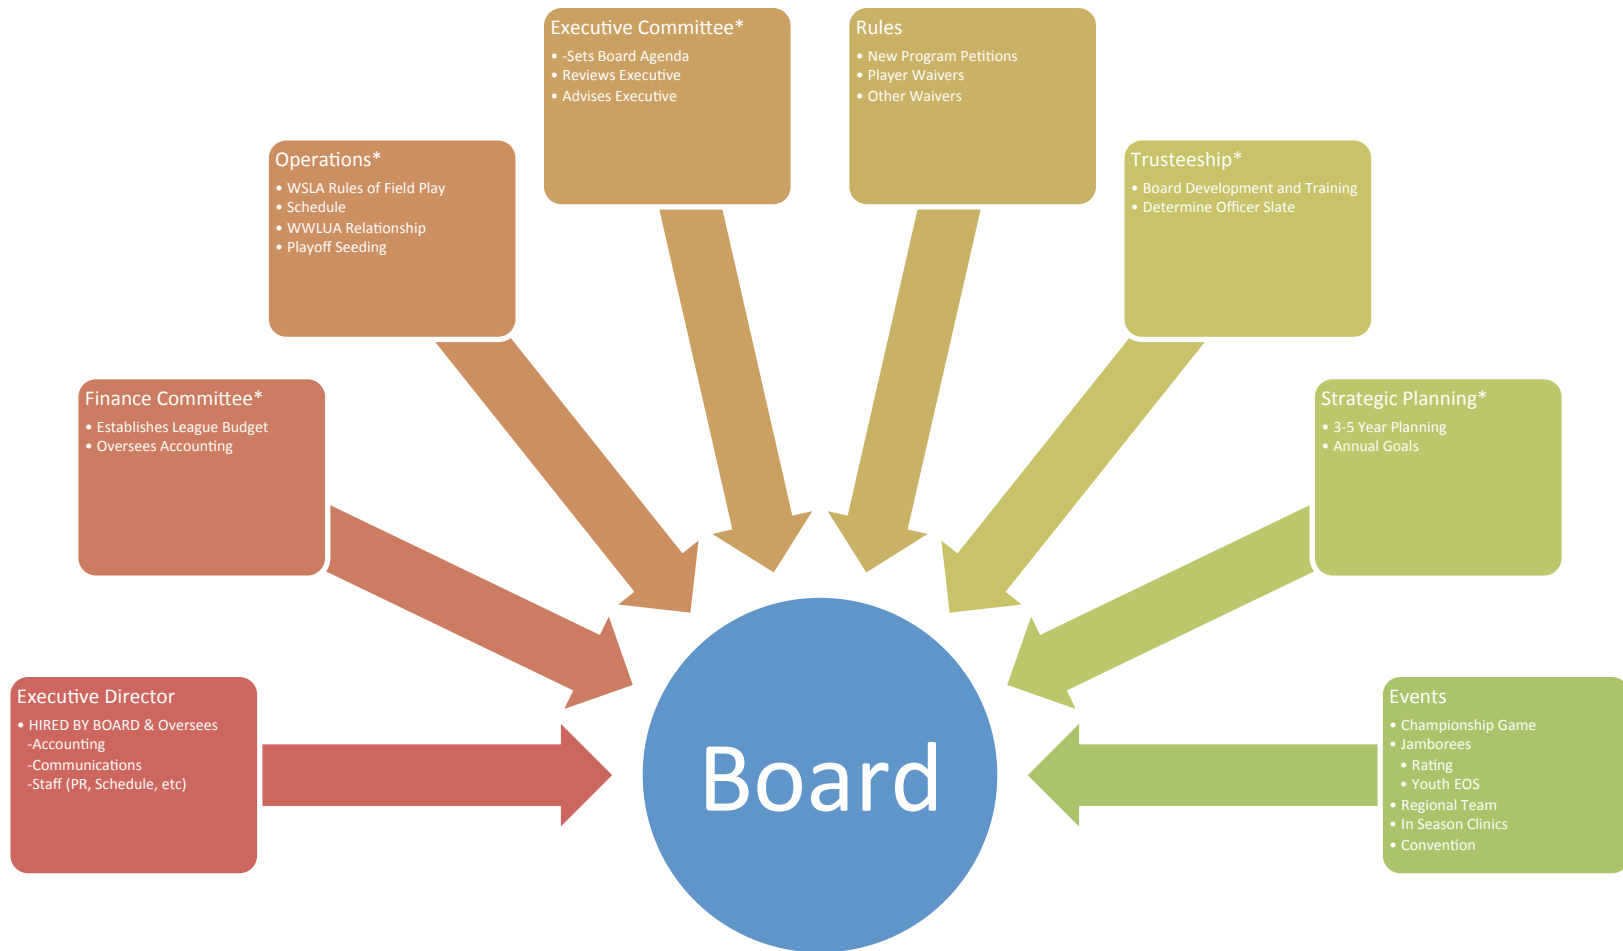 Executive Committee*
• -Sets Board Agenda
• Reviews Executive
• Advises Executive
Rules
• New Program Petitions
• Player Waivers
• Other Waivers
Operations*
• WSLA Rules of Field Play
• Schedule
• WWLUA Relationship
• Playoff Seeding
Trusteeship*
• Board Development and Training
• Determine Officer Slate
Finance Committee*
• Establishes League Budget
• Oversees Accounting
Strategic Planning*
• 3-5 Year Planning
• Annual Goals
Executive Director
• HIRED BY BOARD & Oversees
-Accounting
-Communications
-Staff (PR, Schedule, etc)
Board
Events
• Championship Game
• Jamborees
• Rating
• Youth EOS
• Regional Team
• In Season Clinics
• Convention